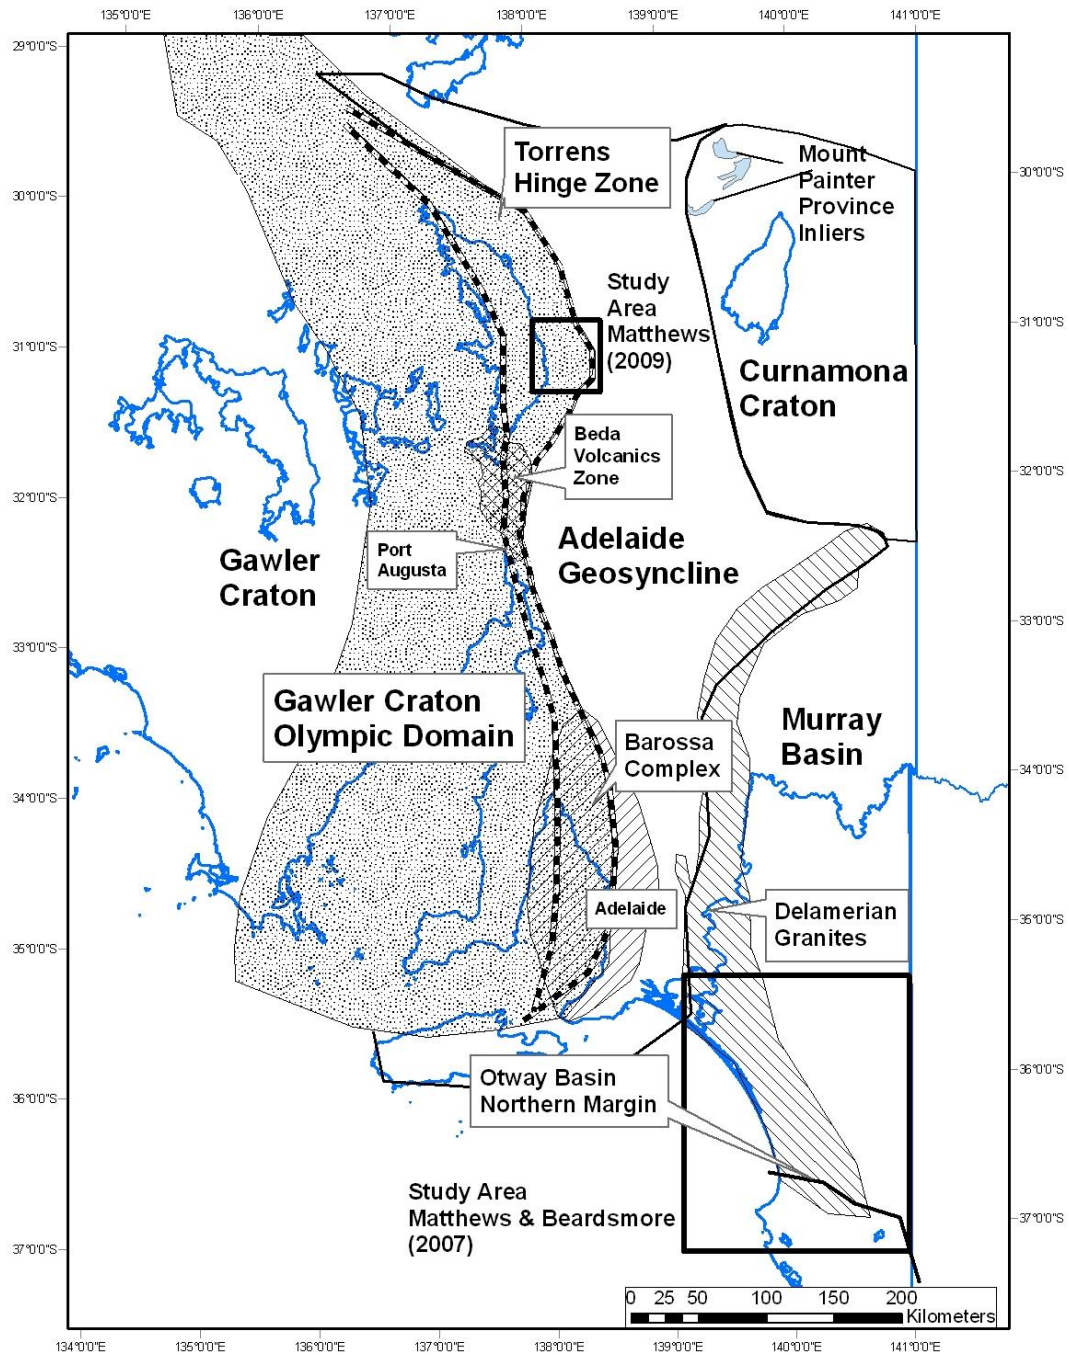 135°0'0"E 136°0'0"E 137°0'0"E 138°0'0"E 139°0'0"E 140°0'0"E 141°0'0"E
29°0'0"S
Torrens
Hinge Zone
Mount
Painter
Province
Inliers
30°0'0"S
30°0'0"S
Study
Area
Matthews
(2009)
31°0'0"S
31°0'0"S
Curnamona
Craton
Beda
Volcanics
Zone
32°0'0"S
32°0'0"S
Adelaide
Geosyncline
Port
Augusta
Gawler
Craton
33°0'0"S
33°0'0"S
Gawler Craton
Olympic Domain
Murray
Basin
Barossa
Complex
34°0'0"S
34°0'0"S
Adelaide
Delamerian
Granites
35°0'0"S
35°0'0"S
Otway Basin
Northern Margin
36°0'0"S
36°0'0"S
Study Area
Matthews & Beardsmore
(2007)
37°0'0"S
37°0'0"S
0 25 50 100 150 200
Kilometers
134°0'0"E 135°0'0"E 136°0'0"E 137°0'0"E 138°0'0"E 139°0'0"E 140°0'0"E 141°0'0"E